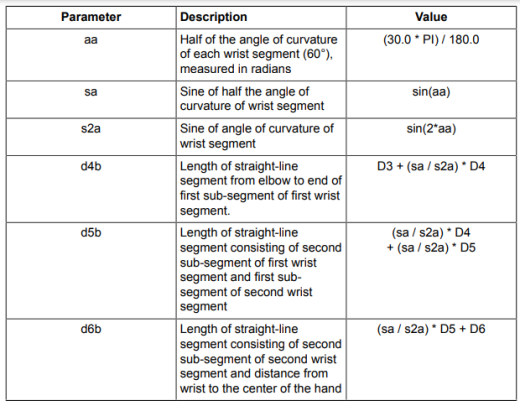 Parameter Description Value
aa Half of the angle of curvature (30.0 * PI) / 180.0
of each wrist segment (60°),
measured in radians
sa Sine of half the angle of sin(aa)
curvature of wrist segment
s2a Sine of angle of curvature of sin(2*aa)
wrist segment
d4b Length of straight-line D3 + (sa / s2a) * D4
segment from elbow to end of
first sub-segment of first wrist
segment.
d5b Length of straight-line (sa / s2a) * D4
segment consisting of second + (sa / s2a) * D5
sub-segment of first wrist
segment and first sub-
segment of second wrist
segment
d6b Length of straight-line (sa / s2a) * D5 + D6
segment consisting of second
sub-segment of second wrist
segment and distance from
wrist to the center of the hand